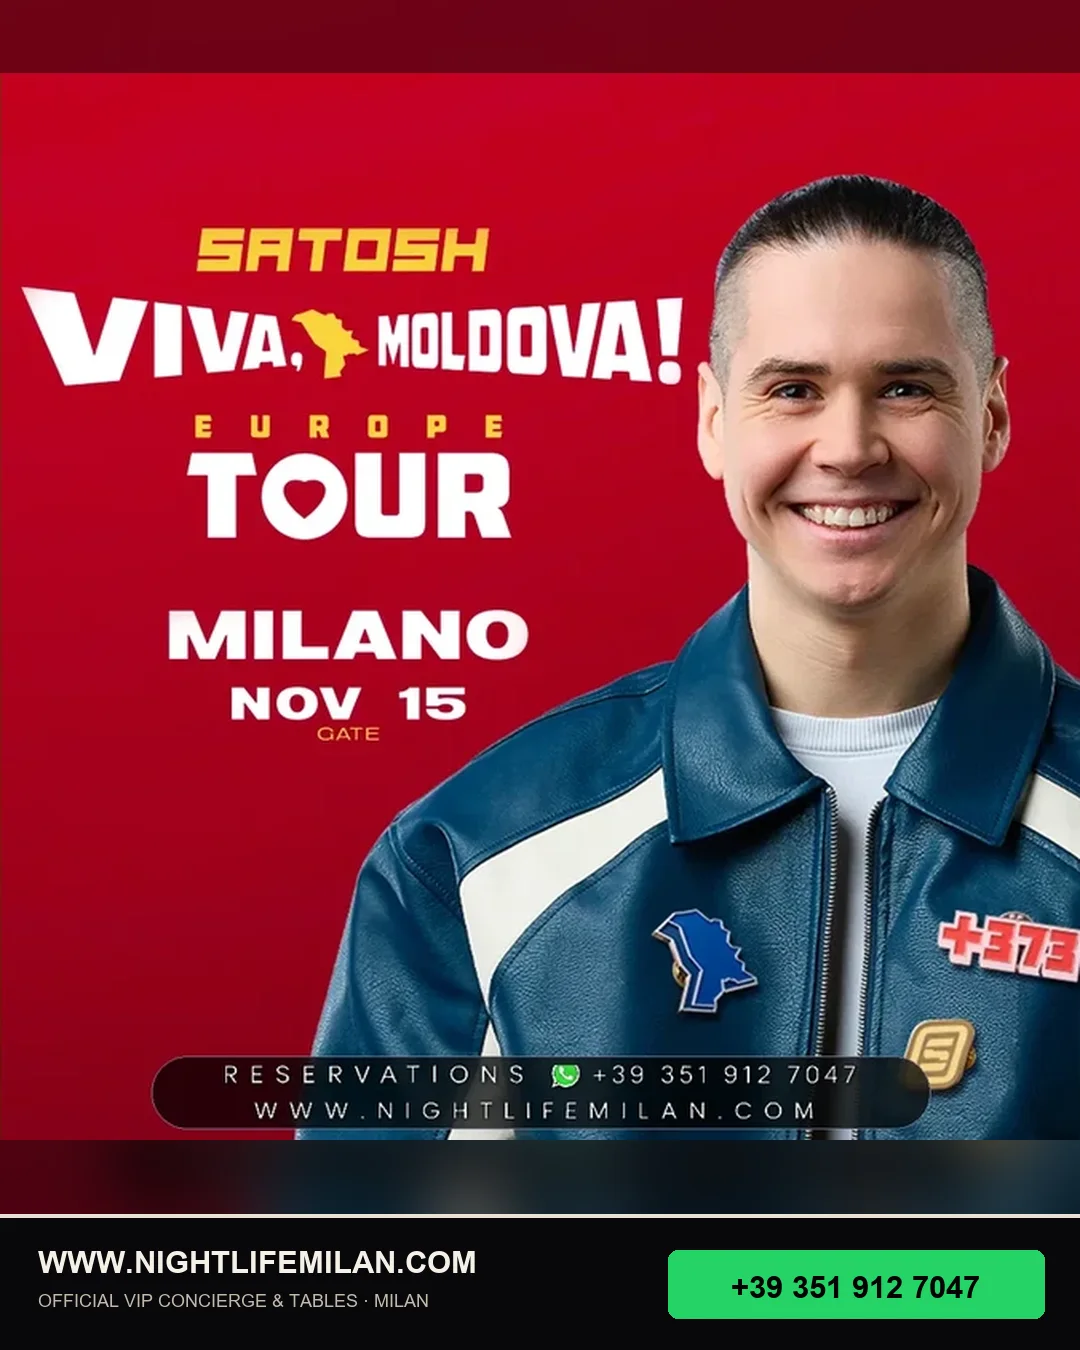 SATOSH
VIVA, MOLDOVA!
EUROPE
TOUR
MILANO
NOV 15
GATE
+373
RESERVATIONS +39 351 912 7047
WWW.NIGHTLIFEMILAN.COM
WWW.NIGHTLIFEMILAN.COM
OFFICIAL VIP CONCIERGE & TABLES · MILAN
+39 351 912 7047